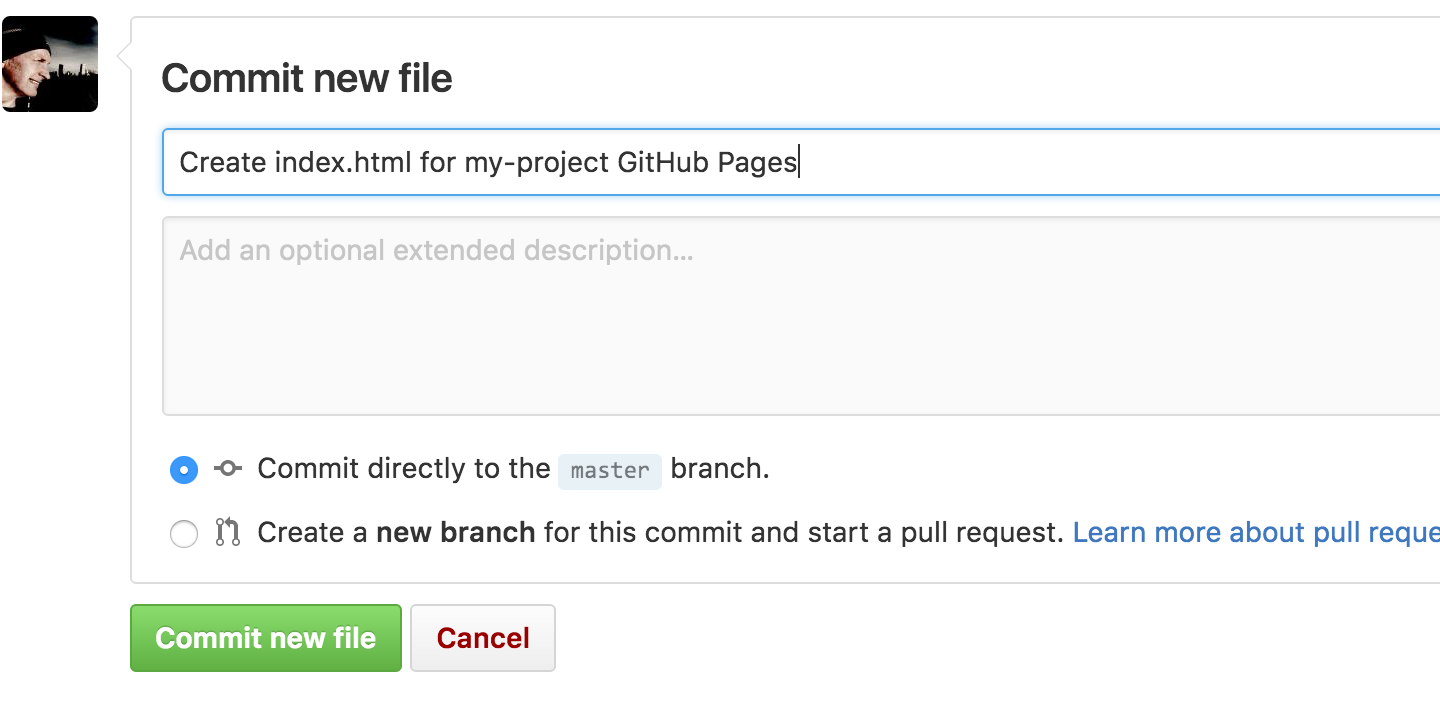 Commit new file
Create index.html for my-project GitHub Pages
Add an optional extended description...
Commit directly to the master branch.
Create a new branch for this commit and start a pull request. Learn more about pull reque
Commit new file
Cancel